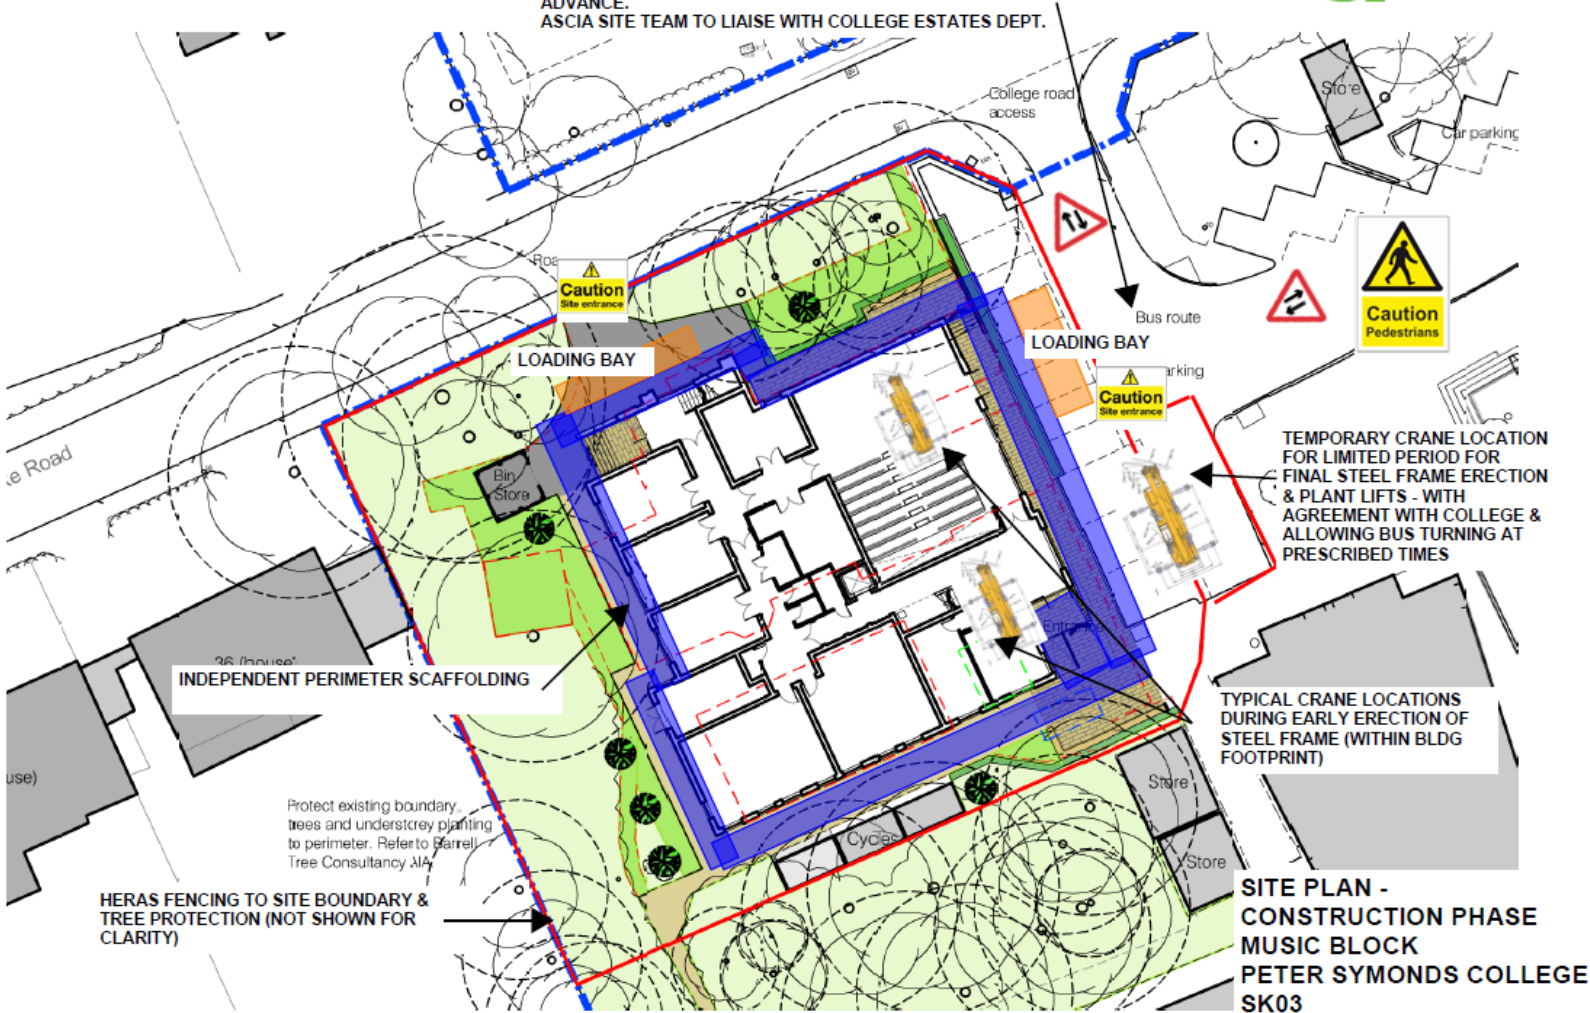 ADVANCE.
ASCIA SITE TEAM TO LIAISE WITH COLLEGE ESTATES DEPT.
College road
access
Store
Car parking
Caution
Site entrance
Caution
Pedestrians
Bus route
LOADING BAY
LOADING BAY
arking
Caution
Site entrance
TEMPORARY CRANE LOCATION
FOR LIMITED PERIOD FOR
FINAL STEEL FRAME ERECTION
& PLANT LIFTS - WITH
AGREEMENT WITH COLLEGE &
ALLOWING BUS TURNING AT
PRESCRIBED TIMES
Road
Bin
Store
Entrance
36 (house)
INDEPENDENT PERIMETER SCAFFOLDING
TYPICAL CRANE LOCATIONS
DURING EARLY ERECTION OF
STEEL FRAME (WITHIN BLDG
FOOTPRINT)
use)
Store
Protect existing boundary,
trees and understorey planting
to perimeter. Refer to Barrell
Tree Consultancy AIA
Cycles
Store
HERAS FENCING TO SITE BOUNDARY &
TREE PROTECTION (NOT SHOWN FOR
CLARITY)
SITE PLAN -
CONSTRUCTION PHASE
MUSIC BLOCK
PETER SYMONDS COLLEGE
SK03